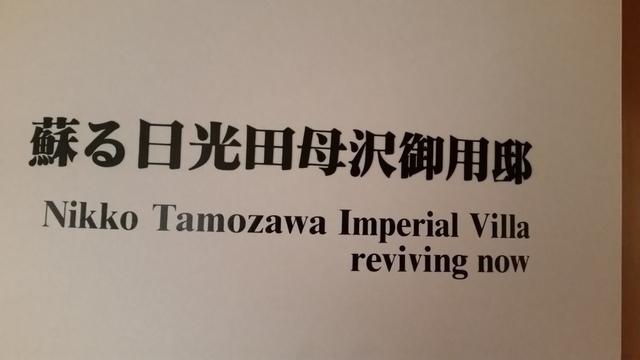 蘇る日光田母沢御用邸
Nikko Tamozawa Imperial Villa
reviving now